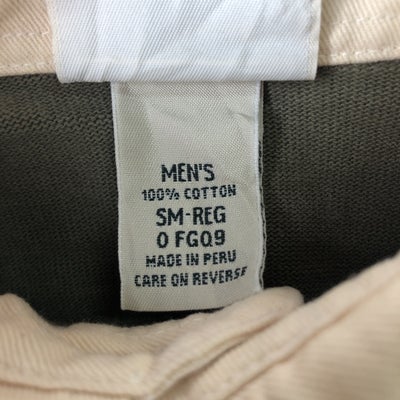 MEN'S
100% COTTON
SM-REG
0 FGQ9
MADE IN PERU
CARE ON REVERSE